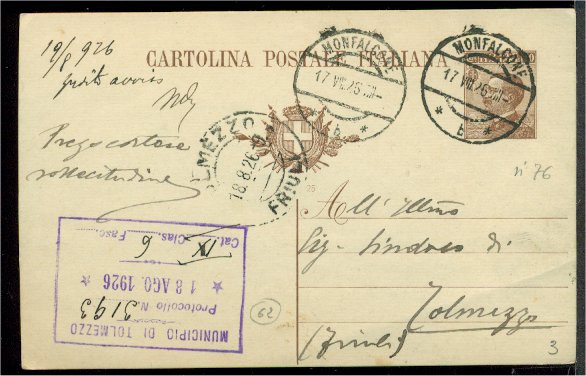 19/8 926
CARTOLINA POSTALE ITALIANA
MONFALCONE
17 VIII.26
B
MONFALCONE
17 VIII.26
B
TOLMEZZO
18.8.26
FRIULI
Prego cortese
sollecitudine
26
n° 76
All' Illmo
Sig. Sindaco di
Tolmezzo
(Friuli)
62
3
MUNICIPIO DI TOLMEZZO
Protocollo N. 3193
18 AGO. 1926
Cat. IX Clas. 6 Fasc.